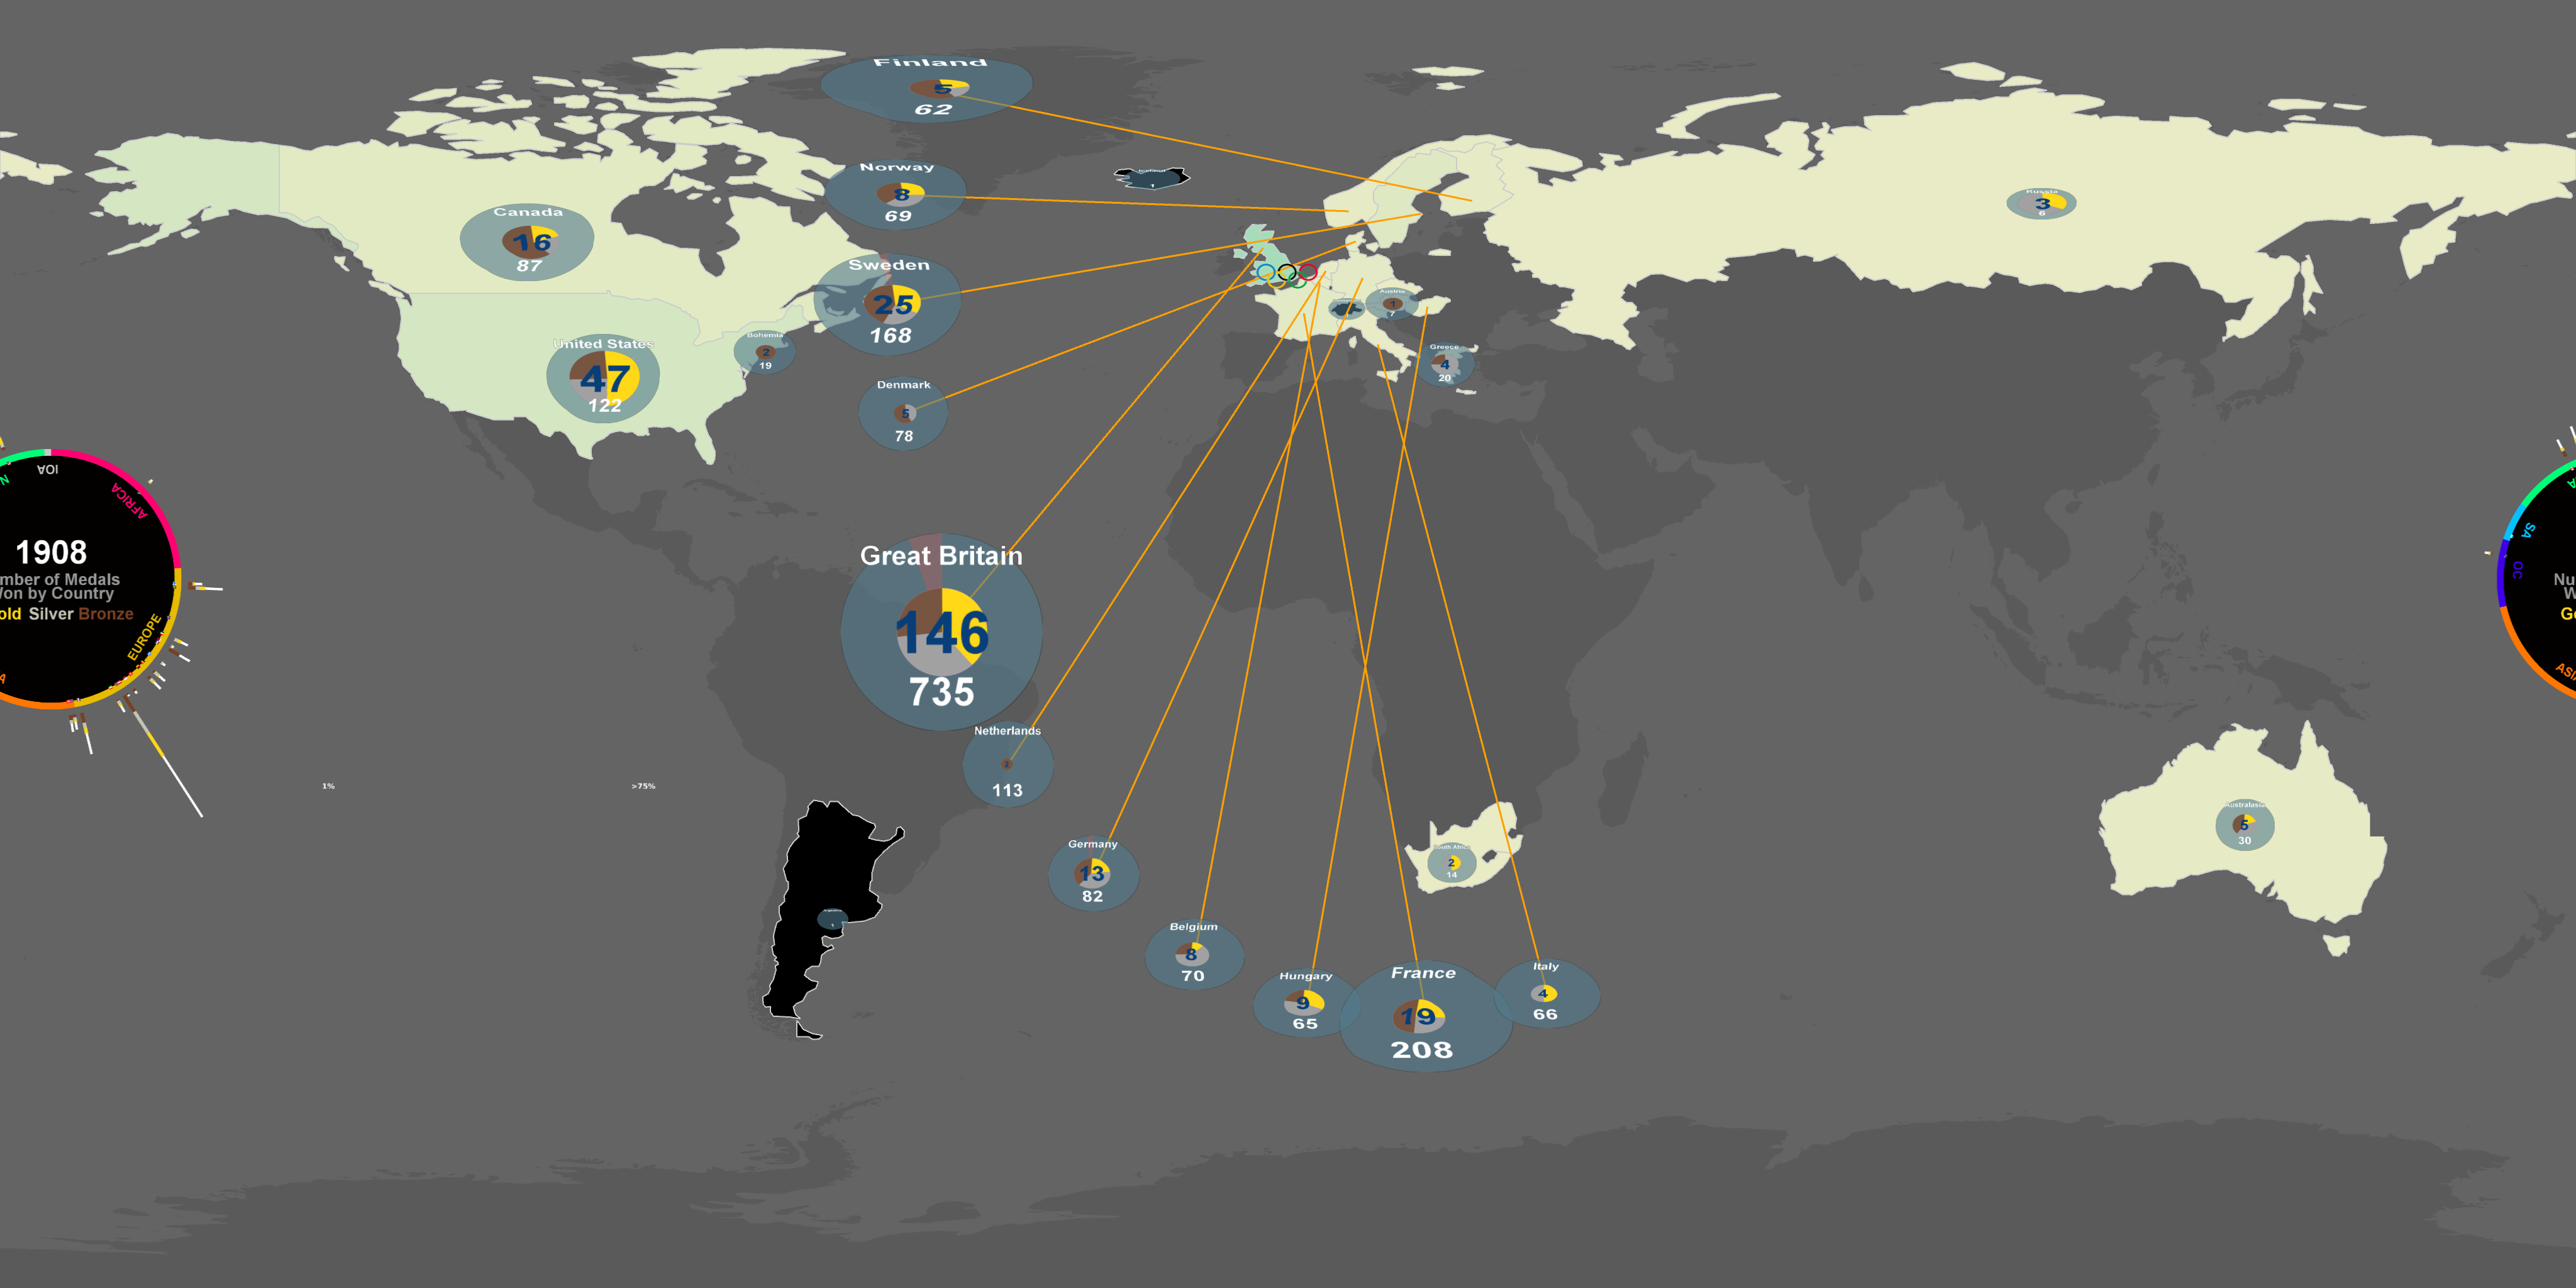 Finland
5
62
Norway
8
69
Russia
3
6
Canada
16
87
Sweden
25
168
Austria
1
7
Bohemia
2
19
United States
47
122
Greece
4
20
Denmark
5
78
IOA
AFRICA
N
1908
mber of Medals
Von by Country
old Silver Bronze
EUROPE
A
Great Britain
146
735
A
SA
OC
Nu
W
Go
ASI
Netherlands
2
113
1%
>75%
Australasia
5
30
Germany
13
82
South Africa
2
14
Belgium
8
70
Hungary
9
65
France
19
208
Italy
4
66